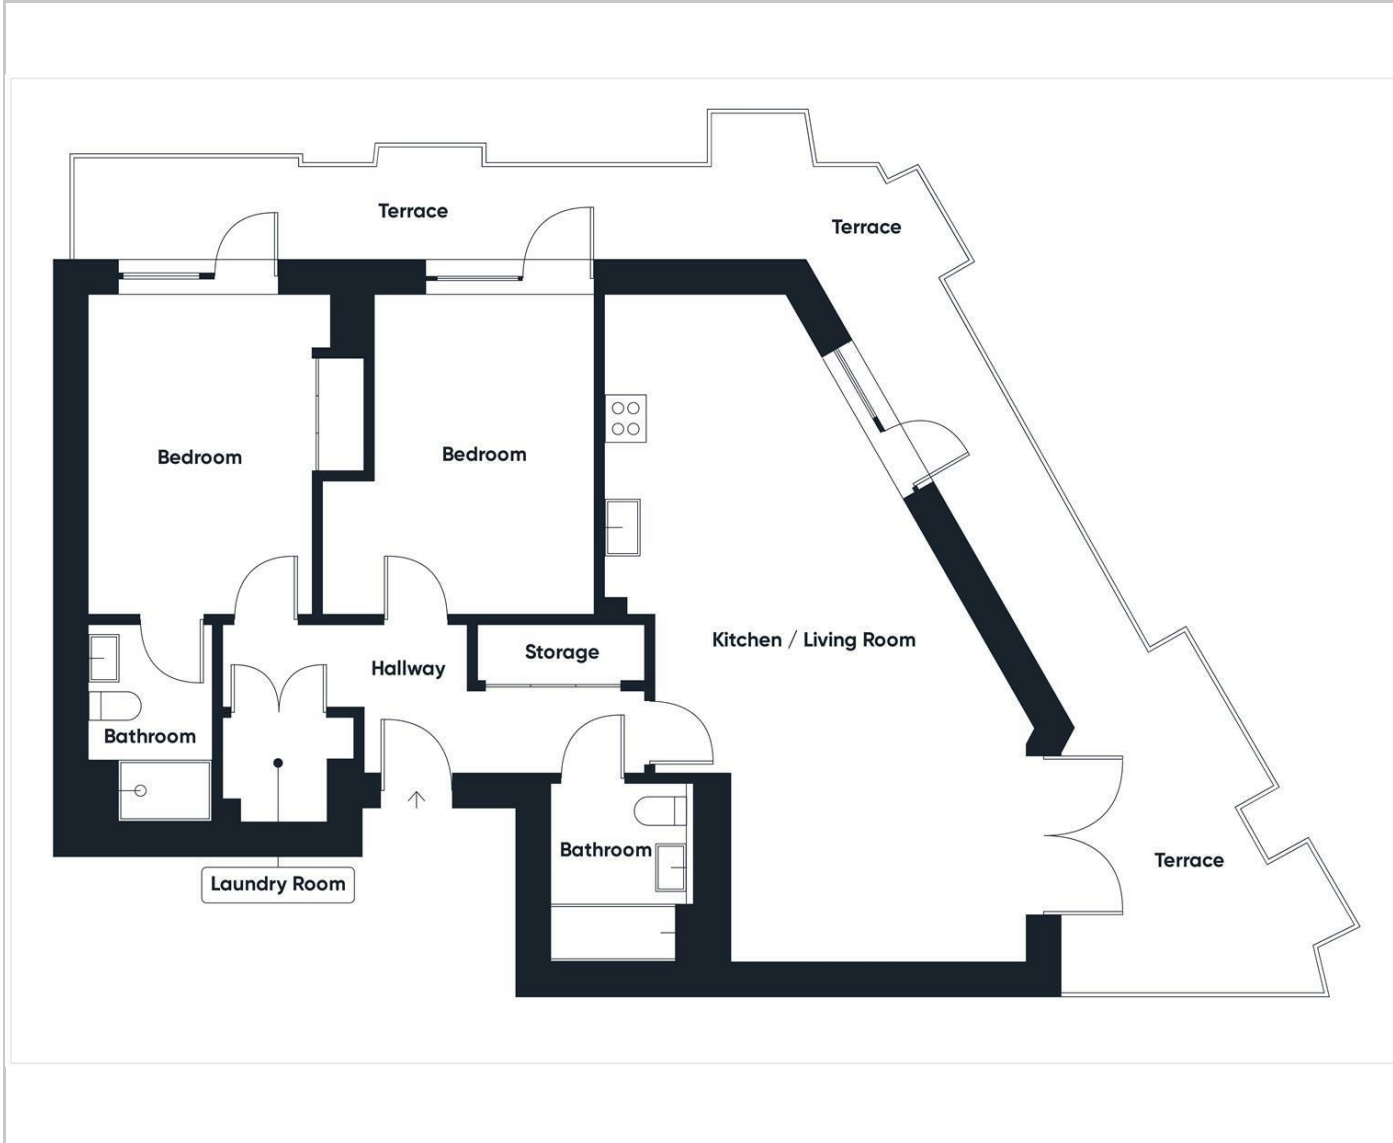 Terrace
Terrace
Bedroom
Bedroom
Kitchen / Living Room
Storage
Hallway
Bathroom
Bathroom
Terrace
Laundry Room